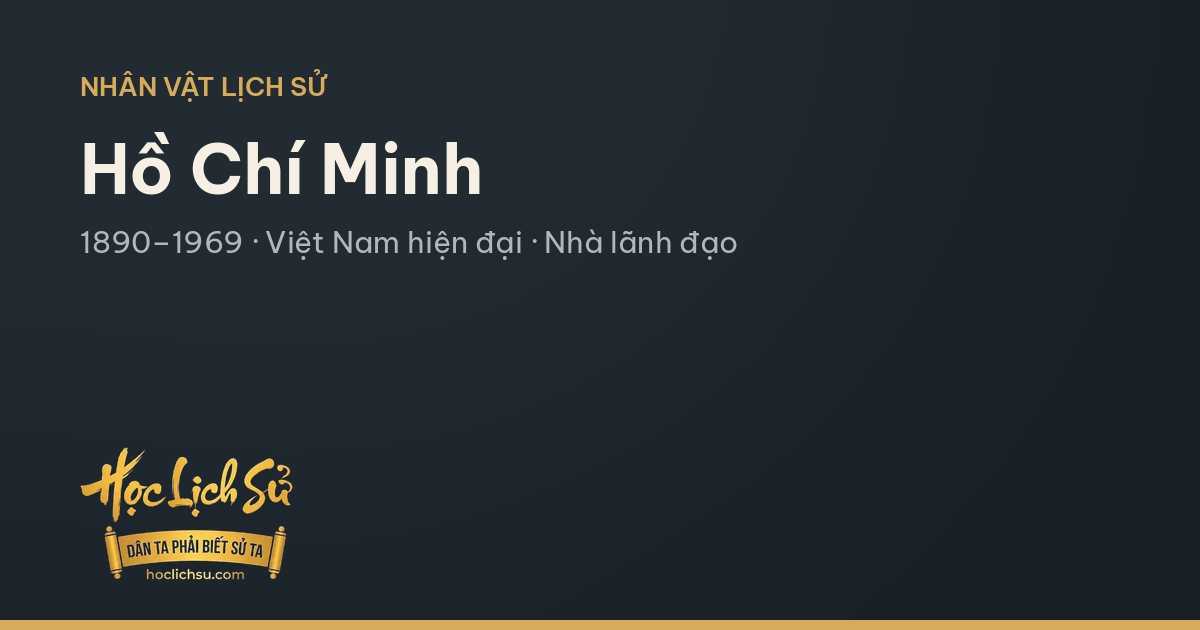 NHÂN VẬT LỊCH SỬ
Hồ Chí Minh
1890–1969 · Việt Nam hiện đại · Nhà lãnh đạo
Học Lịch Sử
DÂN TA PHẢI BIẾT SỬ TA
hoclichsu.com